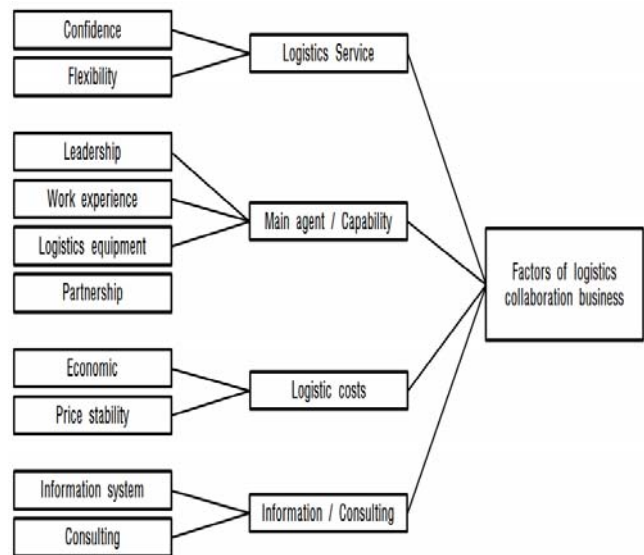 Confidence
Flexibility
Logistics Service
Leadership
Work experience
Logistics equipment
Partnership
Main agent / Capability
Economic
Price stability
Logistic costs
Information system
Consulting
Information / Consulting
Factors of logistics
collaboration business